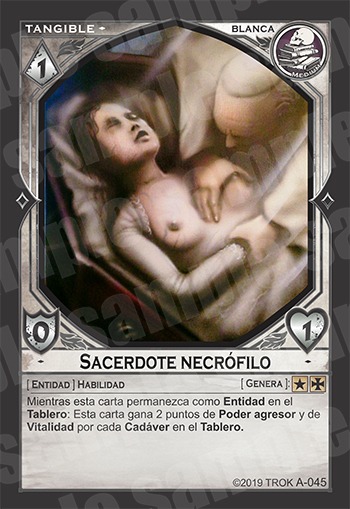 TANGIBLE
BLANCA
1
MEDIUM
0
1
SACERDOTE NECRÓFILO
[ ENTIDAD ] HABILIDAD
[ GENERA ]:
Mientras esta carta permanezca como Entidad en el
Tablero: Esta carta gana 2 puntos de Poder agresor y de
Vitalidad por cada Cadáver en el Tablero.
©2019 TROK A-045